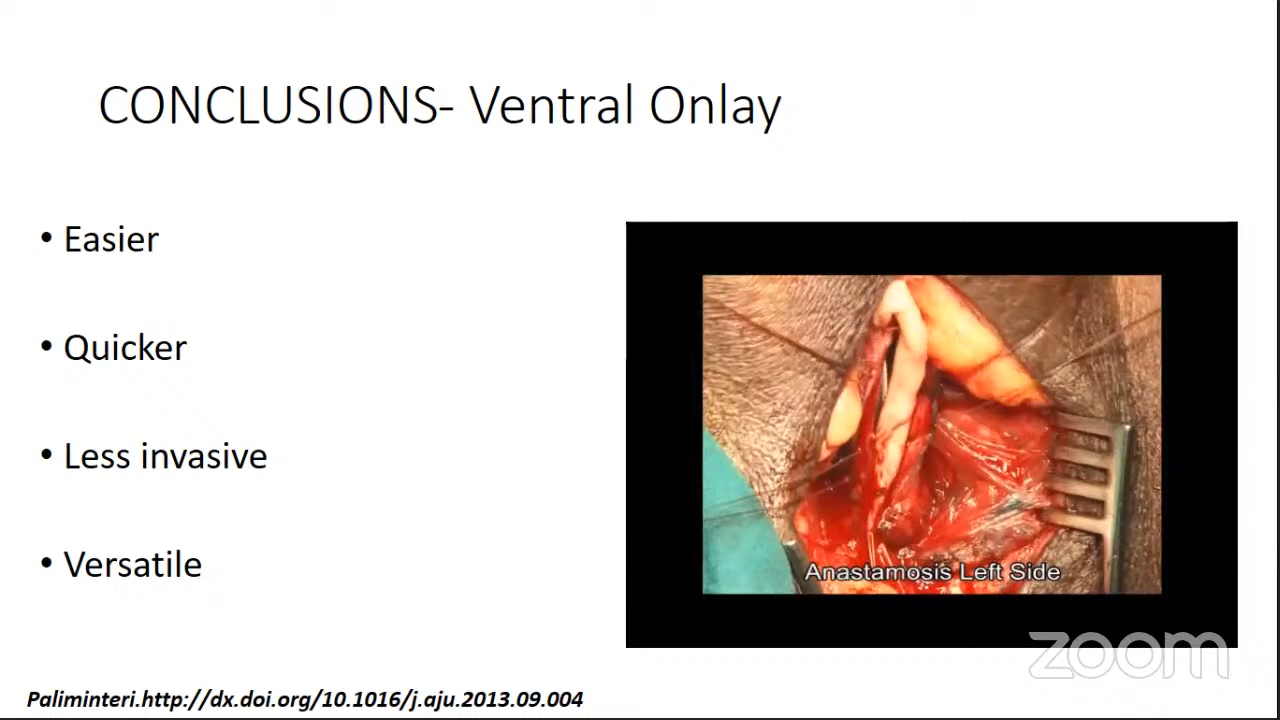 CONCLUSIONS- Ventral Onlay
• Easier
• Quicker
• Less invasive
• Versatile
Anastamosis Left Side
zoom
Paliminteri.http://dx.doi.org/10.1016/j.aju.2013.09.004